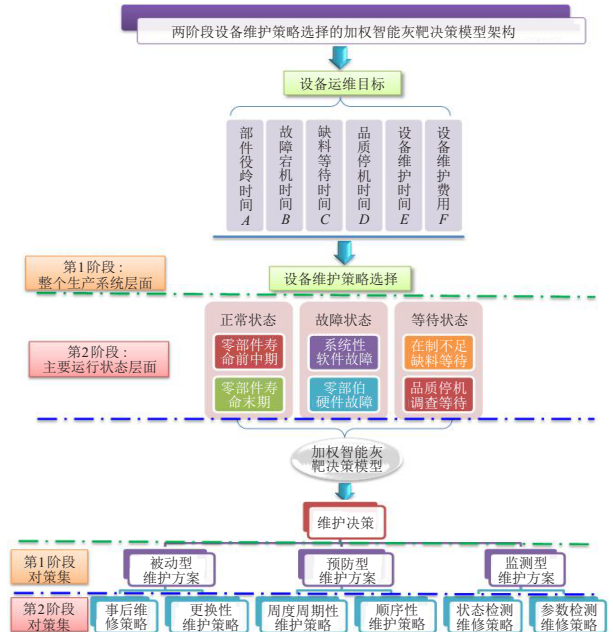 两阶段设备维护策略选择的加权智能灰靶决策模型架构
设备运维目标
部件役龄时间A
故障宕机时间B
缺料等待时间C
品质停机时间D
设备维护时间E
设备维护费用F
第1阶段:
整个生产系统层面
设备维护策略选择
第2阶段:
主要运行状态层面
正常状态
零部件寿
命前中期
零部件寿
命末期
故障状态
系统性
软件故障
零部伯
硬件故障
等待状态
在制不足
缺料等待
品质停机
调查等待
加权智能灰
靶决策模型
维护决策
第1阶段
对策集
被动型
维护方案
预防型
维护方案
监测型
维护方案
第2阶段
对策集
事后维
修策略
更换性
维护策略
周度周期性
维护策略
顺序性
维护策略
状态检测
维修策略
参数检测
维修策略